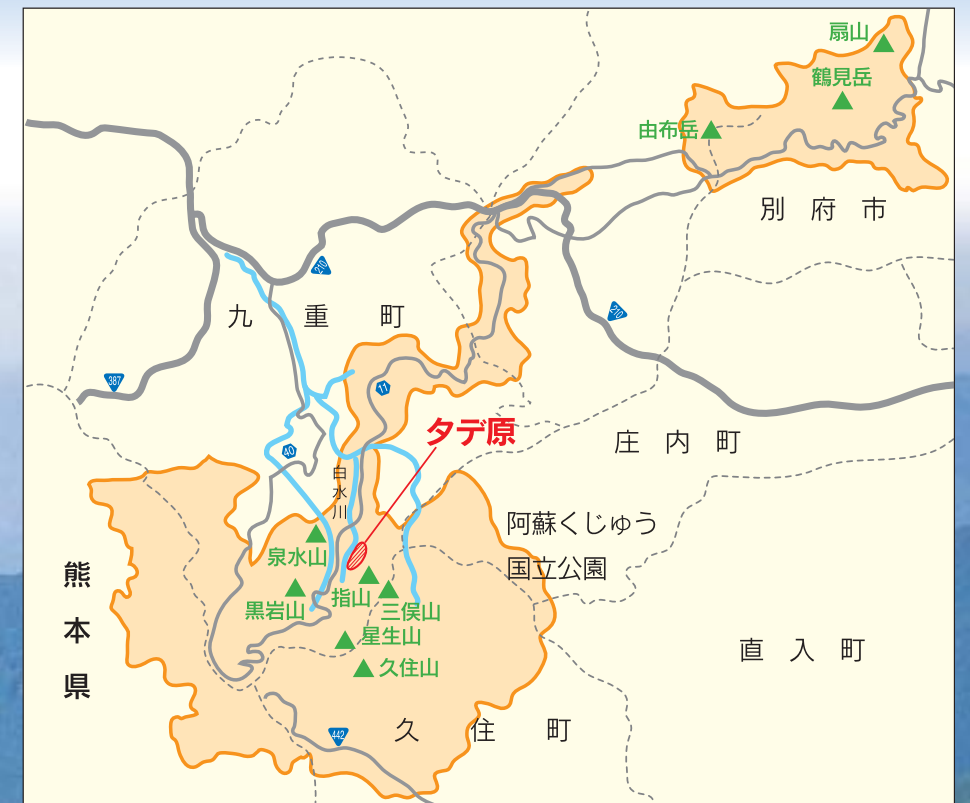 扇山
鶴見岳
由布岳
別府市
210
九重町
210
387
11
タデ原
40
庄内町
白水川
阿蘇くじゅう
国立公園
泉水山
熊本県
指山
黒岩山
三俣山
星生山
直入町
久住山
久住町
442